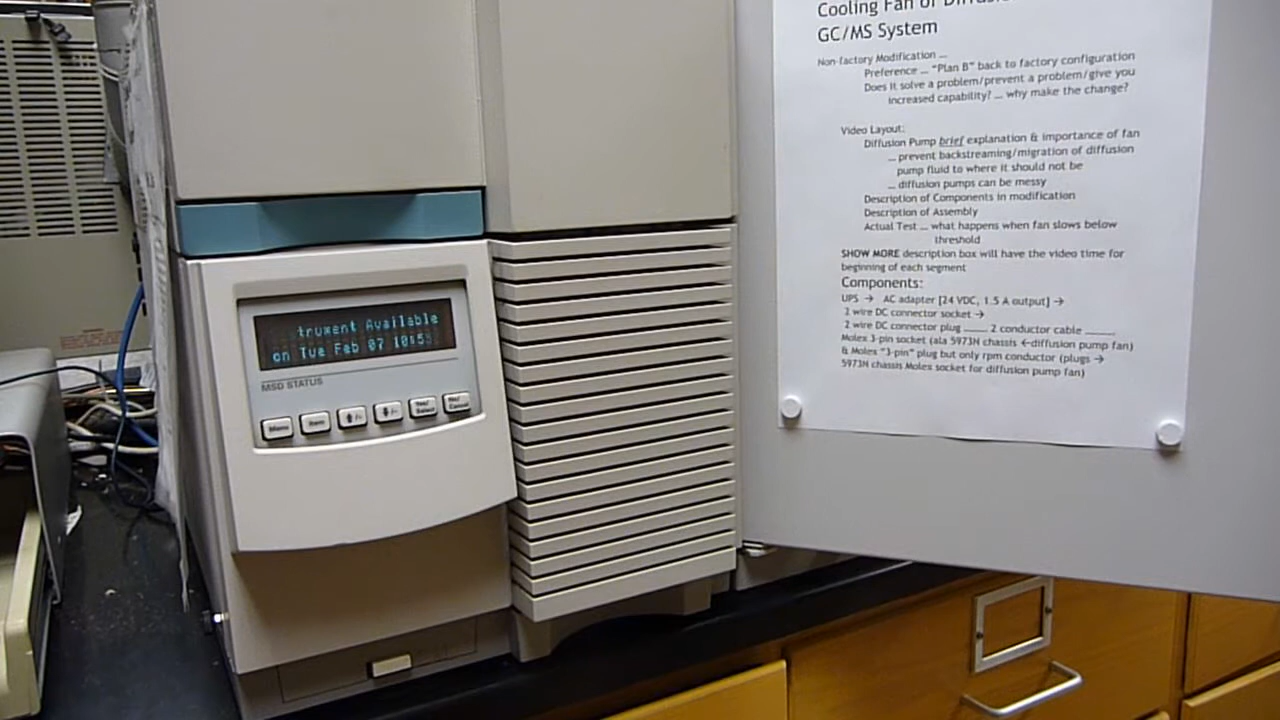 trument Available
on Tue Feb 07
MSD STATUS
Menu
Item
Yes/
Select
No/
Cancel
Cooling Fan of
GC/MS System
Non-factory Modification ...
Preference ... "Plan B" back to factory configuration
Does it solve a problem/prevent a problem/give you
increased capability? ... why make the change?
Video Layout:
Diffusion Pump brief explanation & importance of fan
... prevent backstreaming/migration of diffusion
pump fluid to where it should not be
... diffusion pumps can be messy
Description of Components in modification
Description of Assembly
Actual Test ... what happens when fan slows below
threshold
SHOW MORE description box will have the video time for
beginning of each segment
Components:
UPS → AC adapter [24 VDC, 1.5 A output] →
2 wire DC connector socket →
2 wire DC connector plug ____ 2 conductor cable ____
Molex 3-pin socket (ala 5973N chassis ←diffusion pump fan)
& Molex "3-pin" plug but only rpm conductor (plugs →
5973N chassis Molex socket for diffusion pump fan)